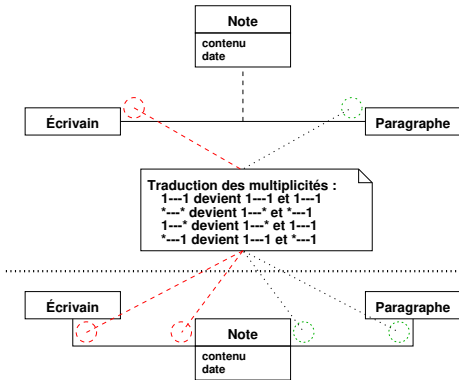 Note
contenu
date
Écrivain
Paragraphe
Traduction des multiplicités :
1---1 devient 1---1 et 1---1
*---* devient 1---* et *---1
1---* devient 1---* et 1---1
*---1 devient 1---1 et *---1
Écrivain
Paragraphe
Note
contenu
date